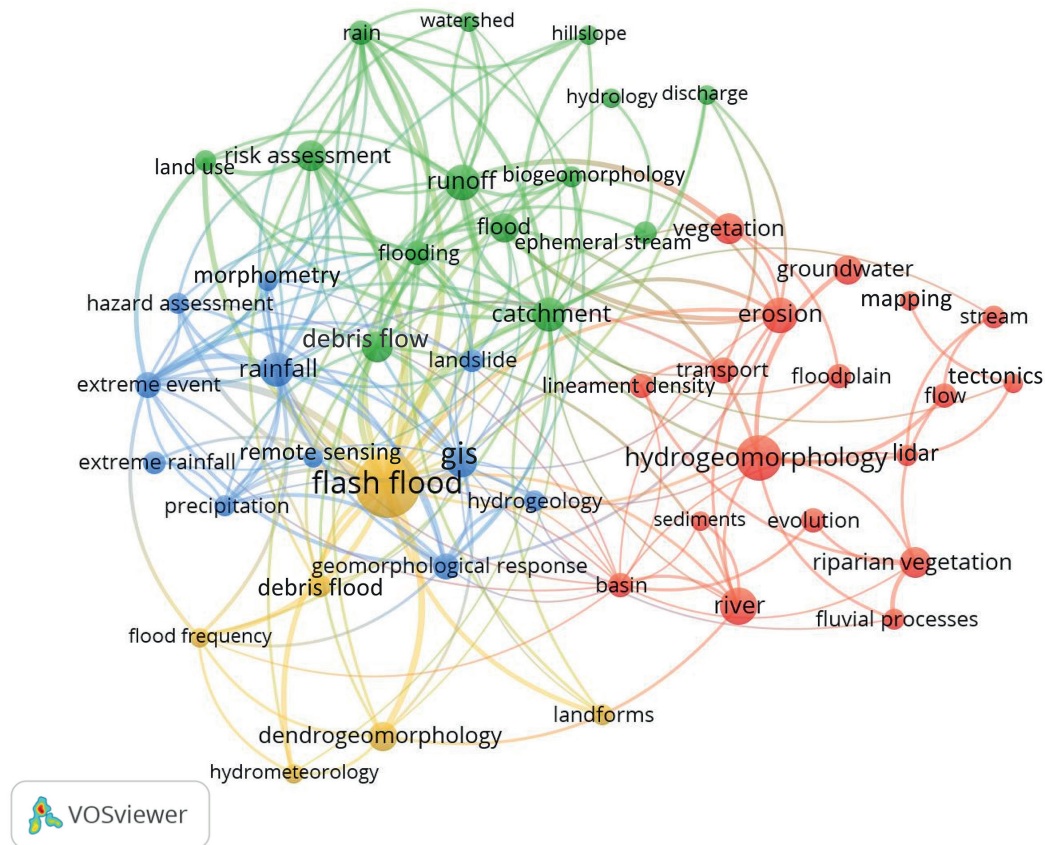 watershed
rain
hillslope
hydrology
discharge
risk assessment
land use
runoff
biogeomorphology
flood
vegetation
ephemeral stream
flooding
groundwater
morphometry
mapping
hazard assessment
catchment
erosion
stream
debris flow
landslide
rainfall
transport
floodplain
tectonics
extreme event
lineament density
flow
remote sensing
gis
hydrogeomorphology
lidar
extreme rainfall
flash flood
precipitation
hydrogeology
sediments
evolution
geomorphological response
riparian vegetation
debris flood
basin
river
fluvial processes
flood frequency
landforms
dendrogeomorphology
hydrometeorology
VOSviewer